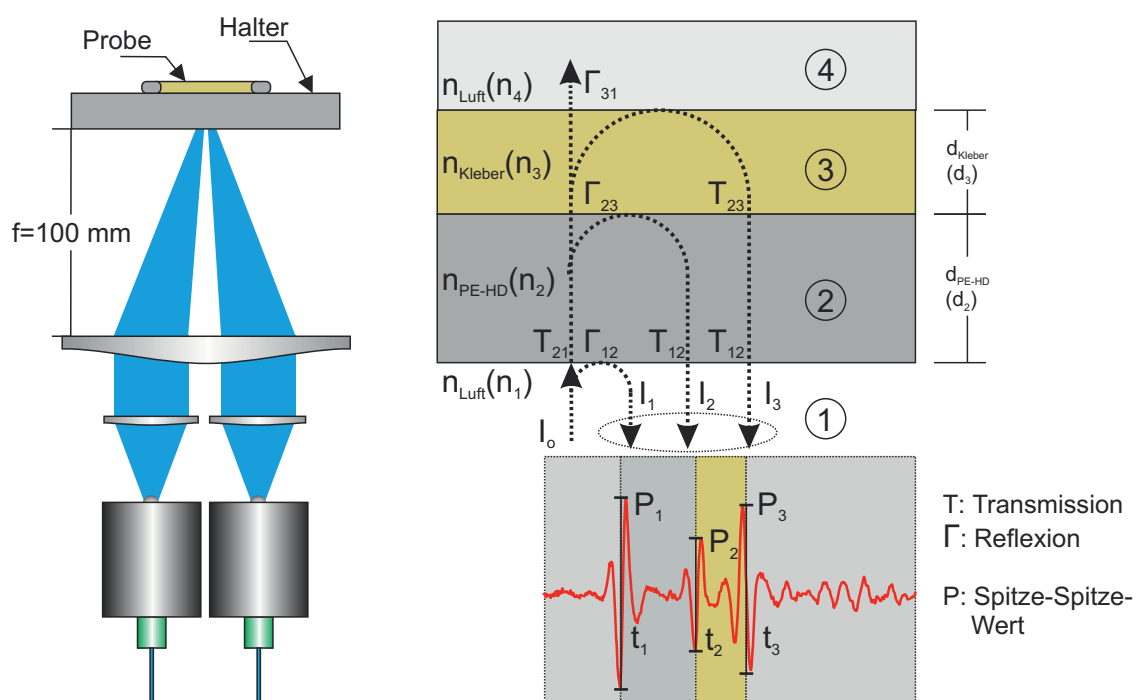 Probe
Halter
f=100 mm
n_Luft(n_4)
Γ_31
④
n_Kleber(n_3)
③
d_Kleber
(d_3)
Γ_23
T_23
n_PE-HD(n_2)
②
d_PE-HD
(d_2)
T_21
Γ_12
T_12
T_12
n_Luft(n_1)
I_1
I_2
I_3
①
I_o
P_1
P_2
P_3
t_1
t_2
t_3
T: Transmission
Γ: Reflexion
P: Spitze-Spitze-
Wert